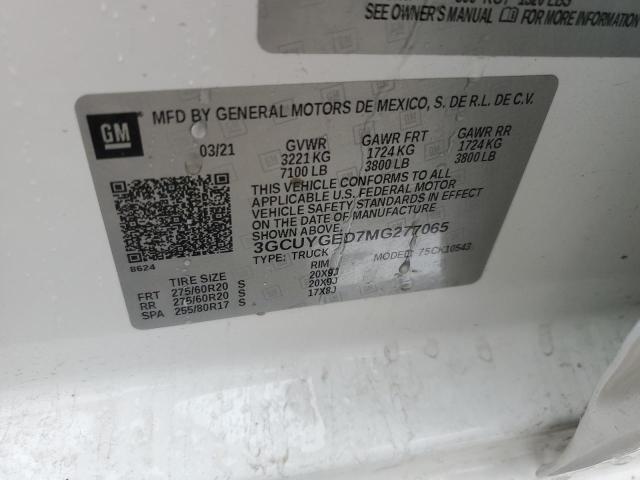 SEE OWNER'S MANUAL FOR MORE INFORMATION
GM
MFD BY GENERAL MOTORS DE MEXICO, S. DE R.L. DE C.V.
03/21 GVWR GAWR FRT GAWR RR
3221 KG 1724 KG 1724 KG
7100 LB 3800 LB 3800 LB
THIS VEHICLE CONFORMS TO ALL
APPLICABLE U.S. FEDERAL MOTOR
VEHICLE SAFETY STANDARDS IN EFFECT
ON THE DATE OF MANUFACTURE
SHOWN ABOVE.
3GCUYGED7MG277065
TYPE: TRUCK MODEL: 75CK10543
8624
TIRE SIZE RIM
FRT 275/60R20 S 20X9J
RR 275/60R20 S 20X9J
SPA 255/80R17 S 17X8J